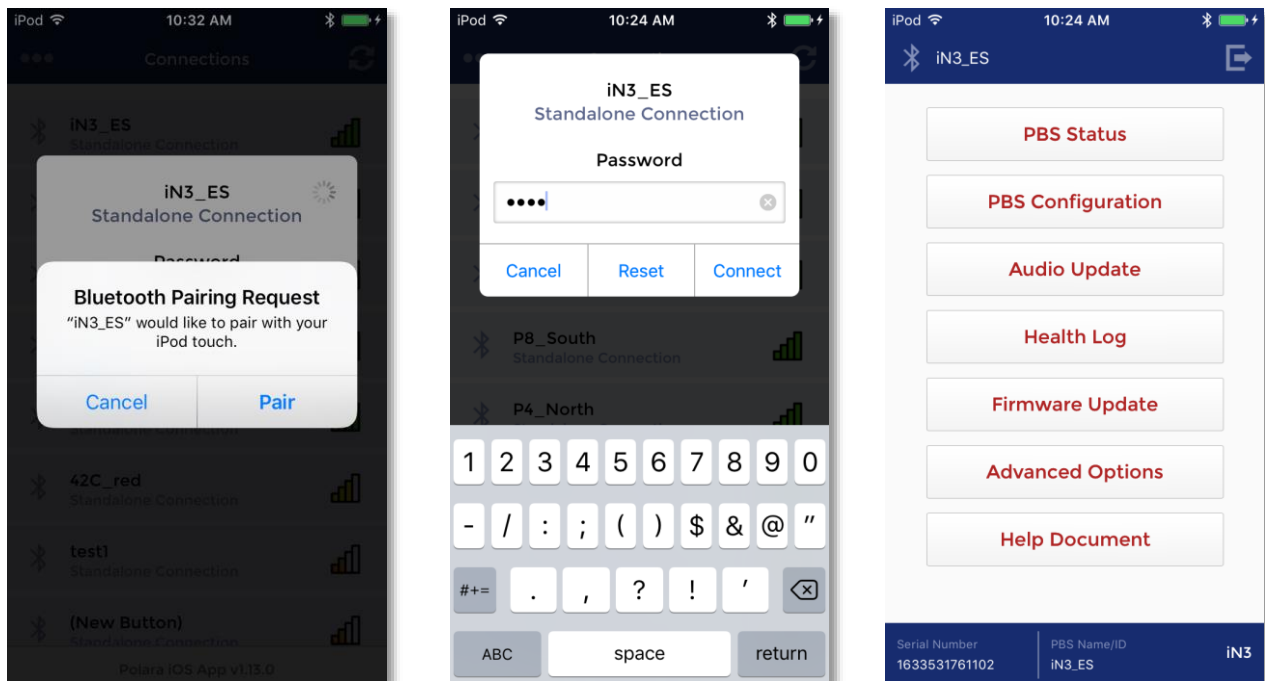 iPod 10:32 AM
Connections
iN3_ES
Standalone Connection
iN3_ES
Standalone Connection
Password
Bluetooth Pairing Request
“iN3_ES” would like to pair with your
iPod touch.
Cancel Pair
Standalone Connection
42C_red
Standalone Connection
test1
Standalone Connection
(New Button)
Standalone Connection
Polara iOS App v1.13.0
iPod 10:24 AM
iN3_ES
Standalone Connection
Password
••••
Cancel Reset Connect
P8_South
Standalone Connection
P4_North
1 2 3 4 5 6 7 8 9 0
- / : ; ( ) $ & @ "
#+= . , ? ! '
ABC space return
iPod 10:24 AM
iN3_ES
PBS Status
PBS Configuration
Audio Update
Health Log
Firmware Update
Advanced Options
Help Document
Serial Number PBS Name/ID
1633531761102 iN3_ES iN3